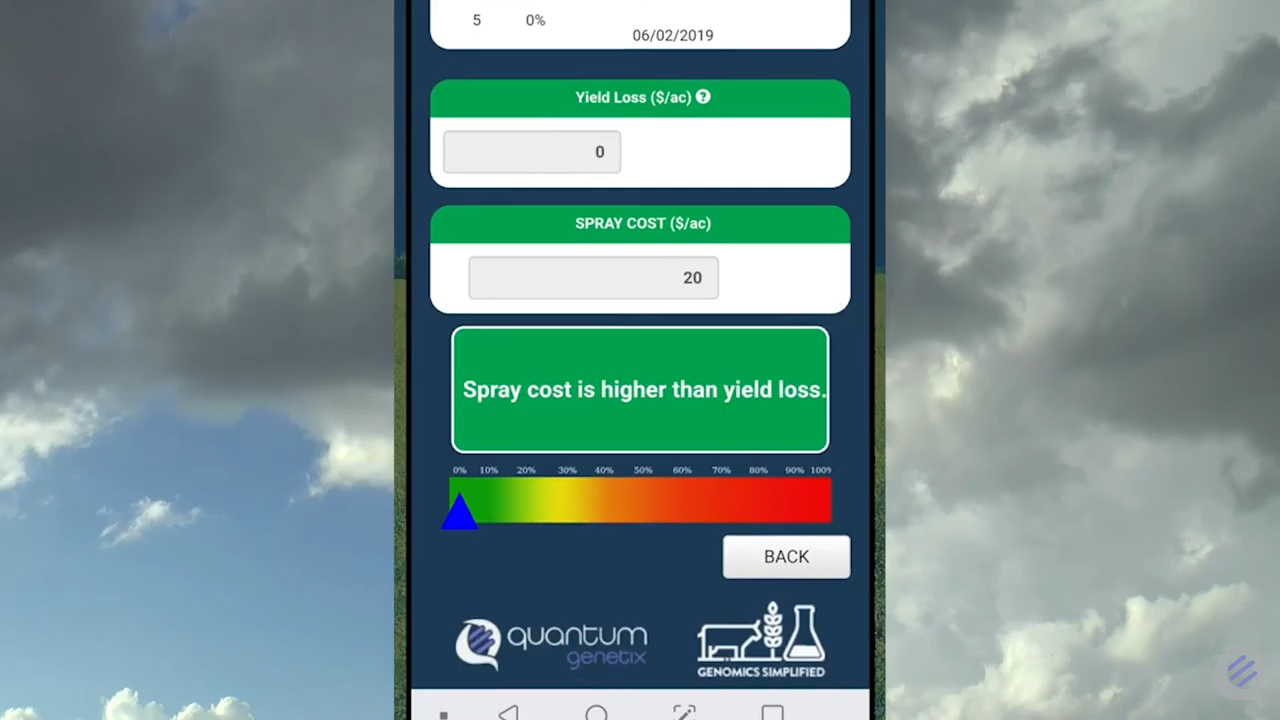 5 0%
06/02/2019
Yield Loss ($/ac) ?
0
SPRAY COST ($/ac)
20
Spray cost is higher than yield loss.
0% 10% 20% 30% 40% 50% 60% 70% 80% 90% 100%
BACK
quantum
genetix
GENOMICS SIMPLIFIED